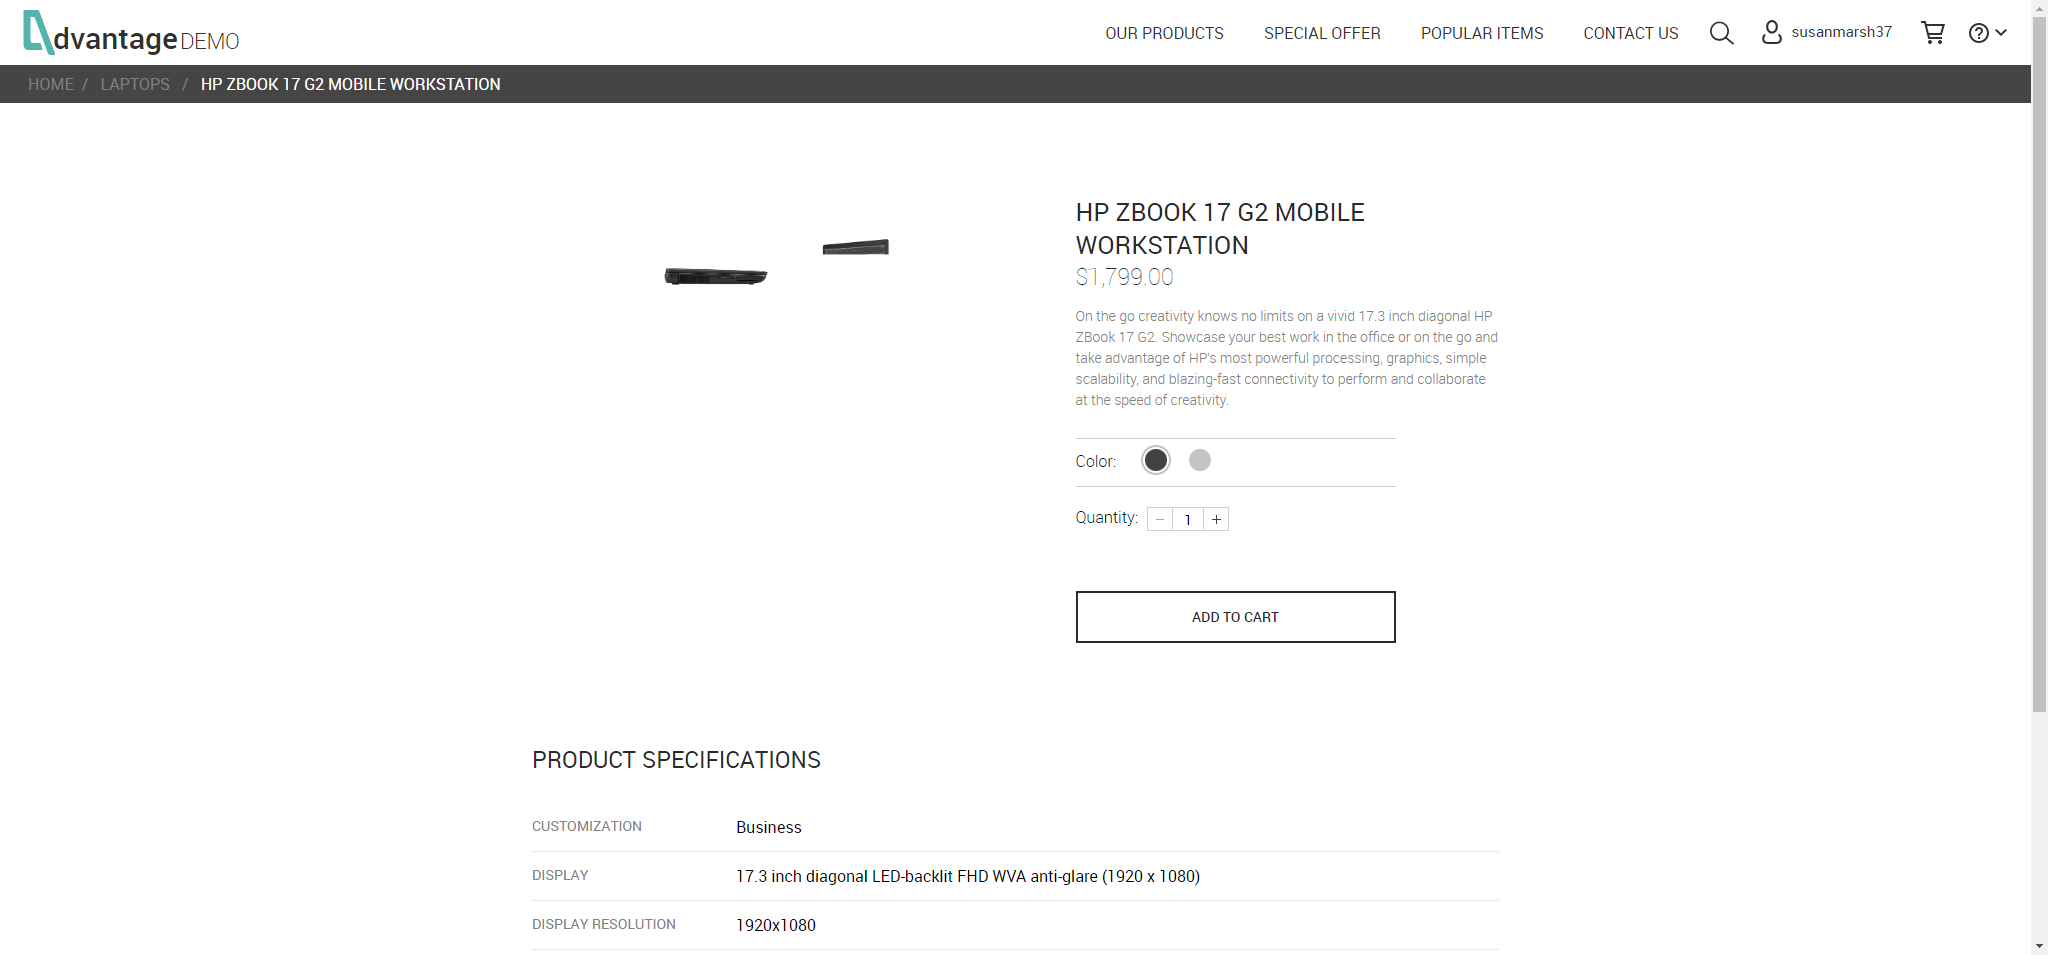 dvantage DEMO
OUR PRODUCTS
SPECIAL OFFER
POPULAR ITEMS
CONTACT US
susanmarsh37
HOME / LAPTOPS / HP ZBOOK 17 G2 MOBILE WORKSTATION
HP ZBOOK 17 G2 MOBILE
WORKSTATION
$1,799.00
On the go creativity knows no limits on a vivid 17.3 inch diagonal HP
ZBook 17 G2. Showcase your best work in the office or on the go and
take advantage of HP's most powerful processing, graphics, simple
scalability, and blazing-fast connectivity to perform and collaborate
at the speed of creativity.
Color:
Quantity: − 1 +
ADD TO CART
PRODUCT SPECIFICATIONS
CUSTOMIZATION Business
DISPLAY 17.3 inch diagonal LED-backlit FHD WVA anti-glare (1920 x 1080)
DISPLAY RESOLUTION 1920x1080